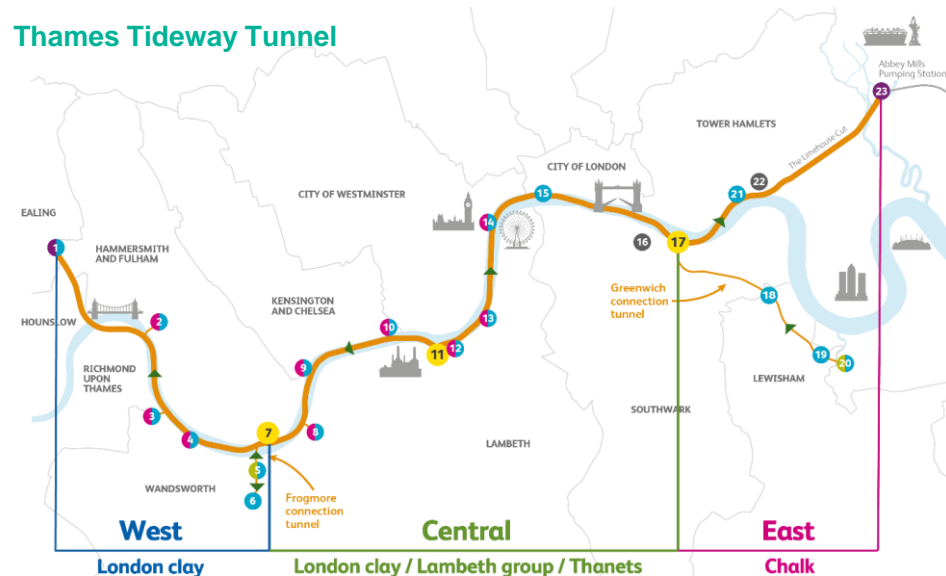 Thames Tideway Tunnel
Abbey Mills
Pumping Station
23
TOWER HAMLETS
The Limehouse Cut
CITY OF LONDON
22
21
15
CITY OF WESTMINSTER
EALING
14
16
17
1
HAMMERSMITH
AND FULHAM
Greenwich
connection
tunnel
18
KENSINGTON
AND CHELSEA
HOUNSLOW
2
10
13
11
12
19
20
9
RICHMOND
UPON
THAMES
LEWISHAM
3
SOUTHWARK
4
7
8
LAMBETH
5
WANDSWORTH
6
Frogmore
connection
tunnel
West
Central
East
London clay
London clay / Lambeth group / Thanets
Chalk